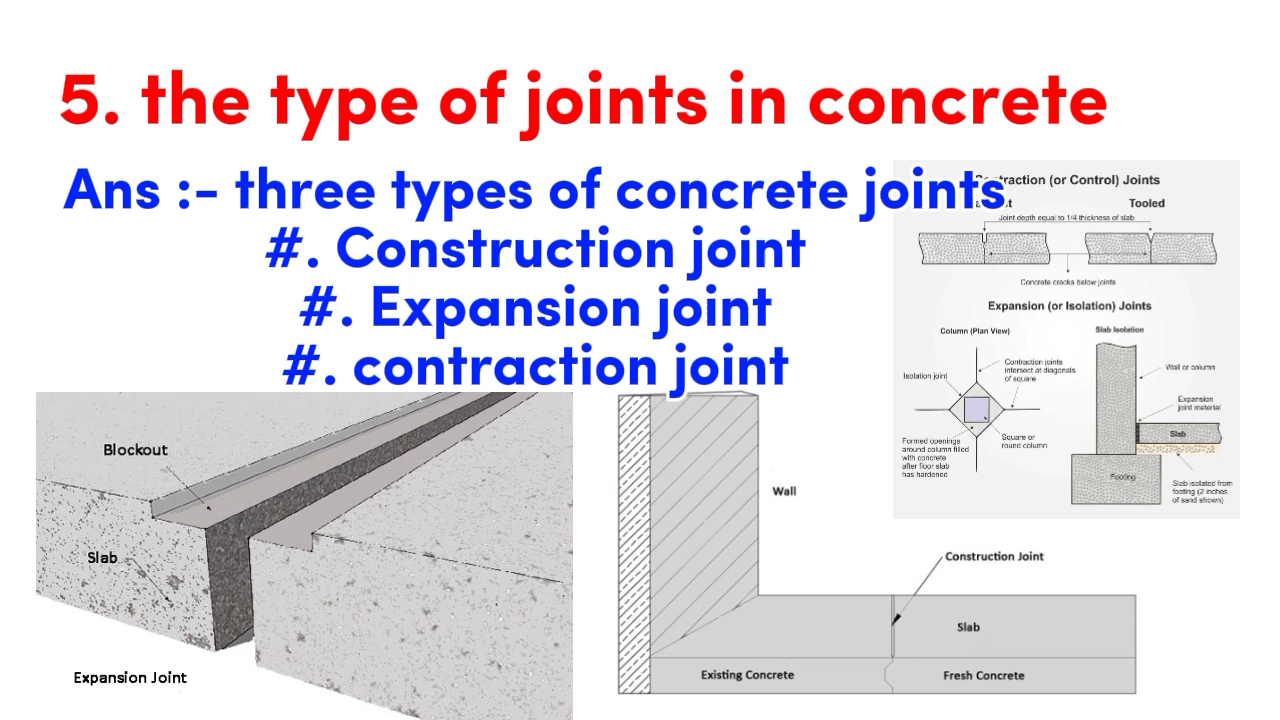 5. the type of joints in concrete
Ans :- three types of concrete joints
#. Construction joint
#. Expansion joint
#. contraction joint
Contraction (or Control) Joints
Tooled
Joint depth equal to 1/4 thickness of slab
Concrete cracks below joints
Expansion (or Isolation) Joints
Column (Plan View)
Slab Isolation
Contraction joints
intersect at diagonals
of square
Isolation joint
Wall or column
Expansion
joint material
Slab
Formed openings
around column filled
with concrete
after floor slab
has hardened
Square or
round column
Footing
Slab isolated from
footing (2 inches
of sand shown)
Blockout
Slab
Expansion Joint
Wall
Construction Joint
Slab
Existing Concrete
Fresh Concrete